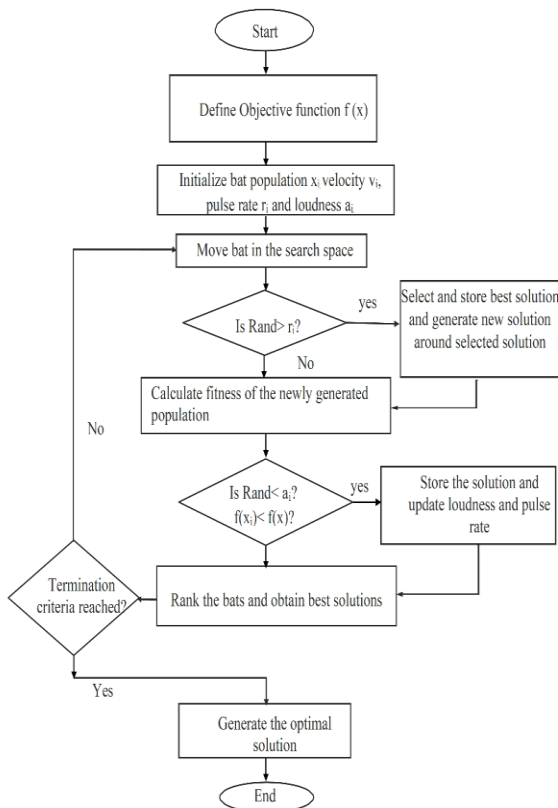 Start
Define Objective function f (x)
Initialize bat population xᵢ velocity vᵢ,
pulse rate rᵢ and loudness aᵢ
Move bat in the search space
Is Rand> rᵢ?
yes
Select and store best solution
and generate new solution
around selected solution
No
Calculate fitness of the newly generated
population
No
Is Rand< aᵢ?
f(xᵢ)< f(x)?
yes
Store the solution and
update loudness and pulse
rate
Rank the bats and obtain best solutions
Termination
criteria reached?
Yes
Generate the optimal
solution
End